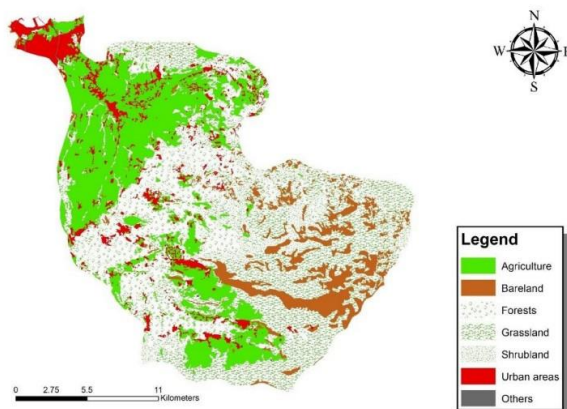 N
W E
S
Legend
Agriculture
Bareland
Forests
Grassland
Shrubland
Urban areas
Others
0 2.75 5.5 11
Kilometers